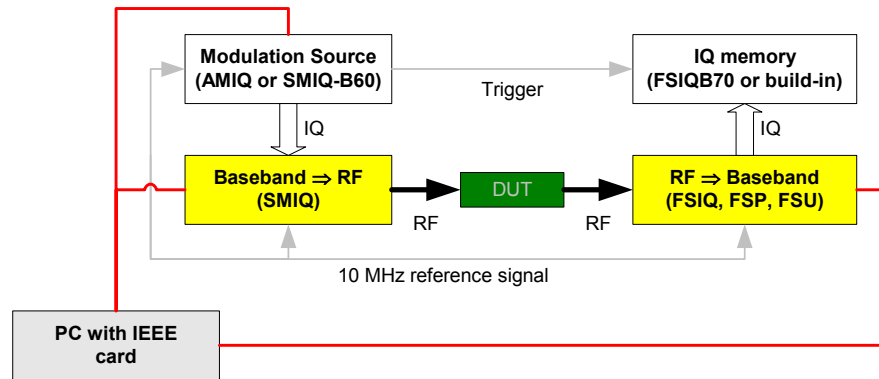 Modulation Source
(AMIQ or SMIQ-B60)
IQ memory
(FSIQB70 or build-in)
Trigger
IQ
IQ
Baseband ⇒ RF
(SMIQ)
DUT
RF ⇒ Baseband
(FSIQ, FSP, FSU)
RF
RF
10 MHz reference signal
PC with IEEE
card